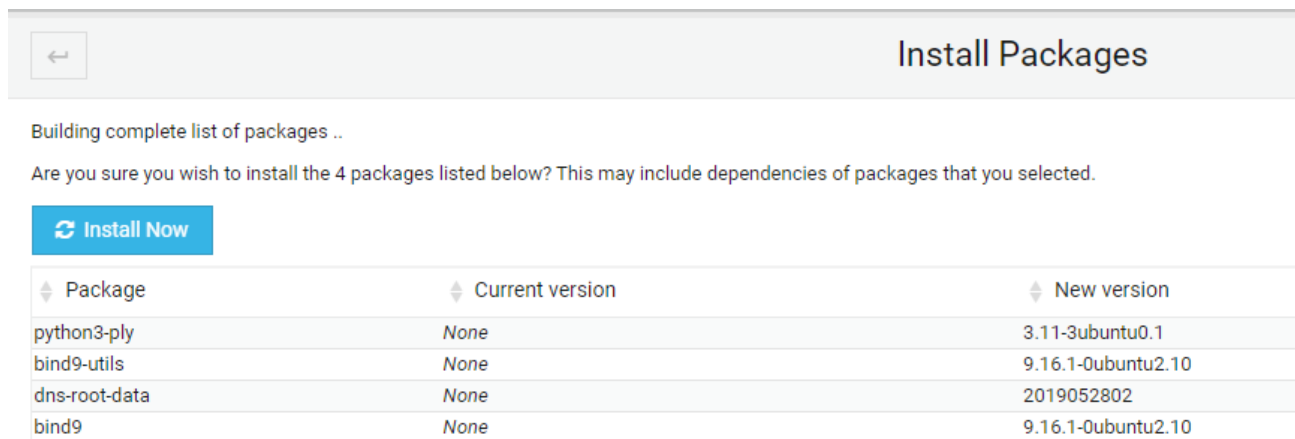 Install Packages
Building complete list of packages ..
Are you sure you wish to install the 4 packages listed below? This may include dependencies of packages that you selected.
Install Now
Package Current version New version
python3-ply None 3.11-3ubuntu0.1
bind9-utils None 9.16.1-0ubuntu2.10
dns-root-data None 2019052802
bind9 None 9.16.1-0ubuntu2.10